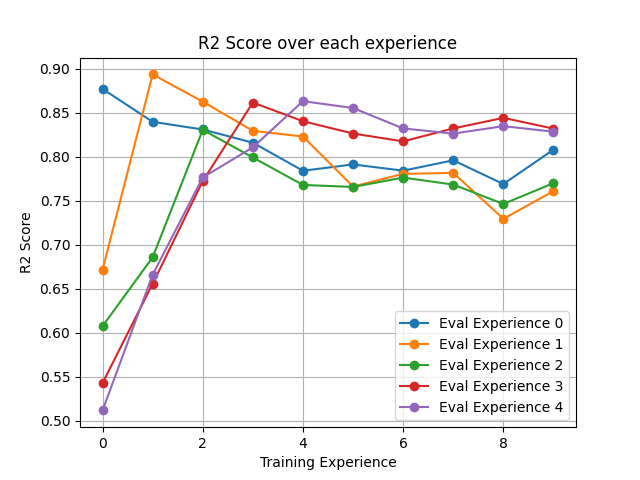 R2 Score over each experience
0.90
0.85
0.80
0.75
0.70
0.65
0.60
0.55
0.50
R2 Score
0 2 4 6 8
Training Experience
Eval Experience 0
Eval Experience 1
Eval Experience 2
Eval Experience 3
Eval Experience 4